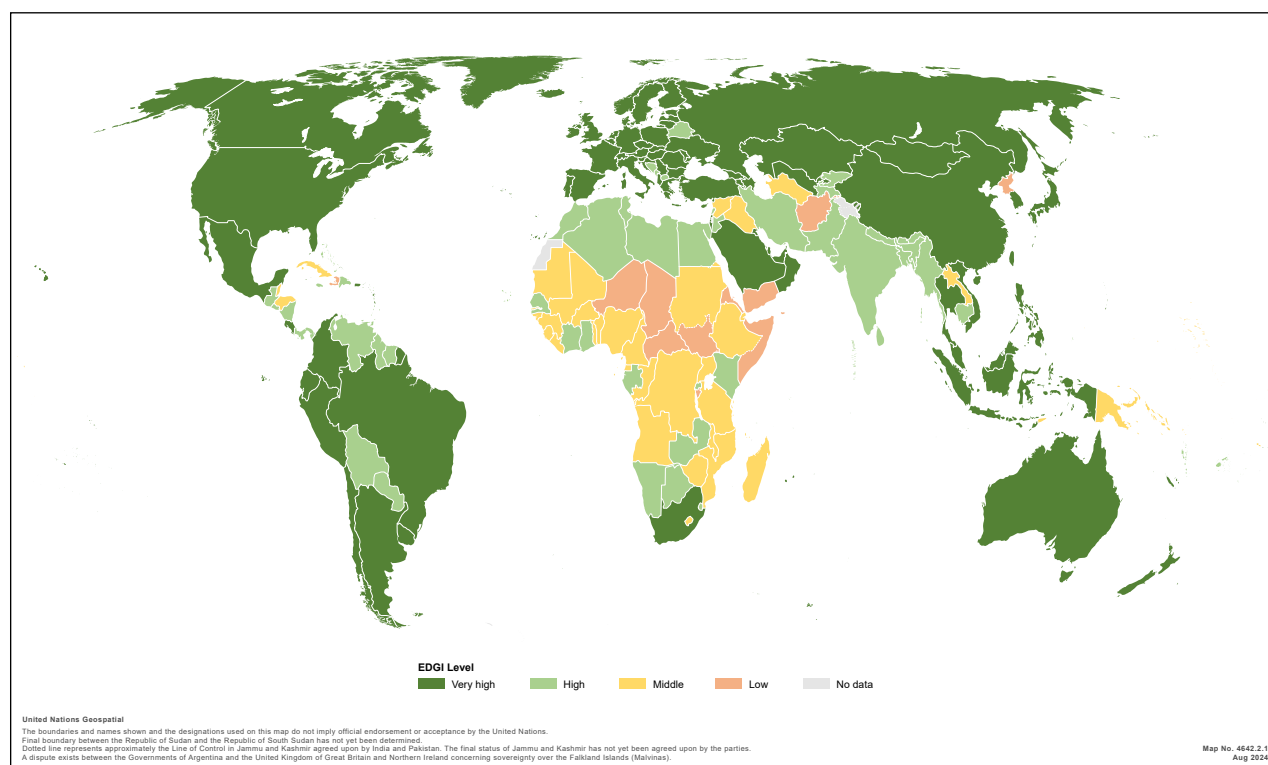 EDGI Level
Very high
High
Middle
Low
No data
United Nations Geospatial
The boundaries and names shown and the designations used on this map do not imply official endorsement or acceptance by the United Nations.
Final boundary between the Republic of Sudan and the Republic of South Sudan has not yet been determined.
Dotted line represents approximately the Line of Control in Jammu and Kashmir agreed upon by India and Pakistan. The final status of Jammu and Kashmir has not yet been agreed upon by the parties.
A dispute exists between the Governments of Argentina and the United Kingdom of Great Britain and Northern Ireland concerning sovereignty over the Falkland Islands (Malvinas).
Map No. 4642.2.1
Aug 2024